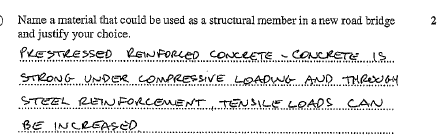 ) Name a material that could be used as a structural member in a new road bridge 2
and justify your choice.
PRESTRESSED REINFORCED CONCRETE - CONCRETE IS
STRONG UNDER COMPRESSIVE LOADING AND THROUGH
STEEL REINFORCEMENT, TENSILE LOADS CAN
BE INCREASED